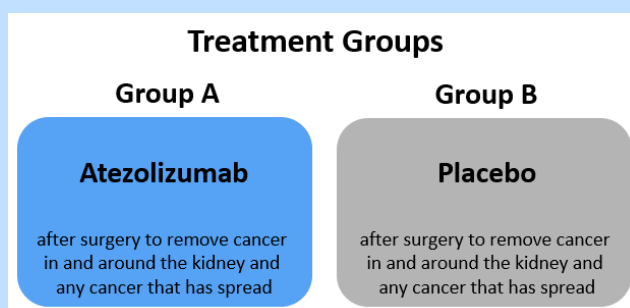 Treatment Groups
Group A
Atezolizumab
after surgery to remove cancer
in and around the kidney and
any cancer that has spread
Group B
Placebo
after surgery to remove cancer
in and around the kidney and
any cancer that has spread